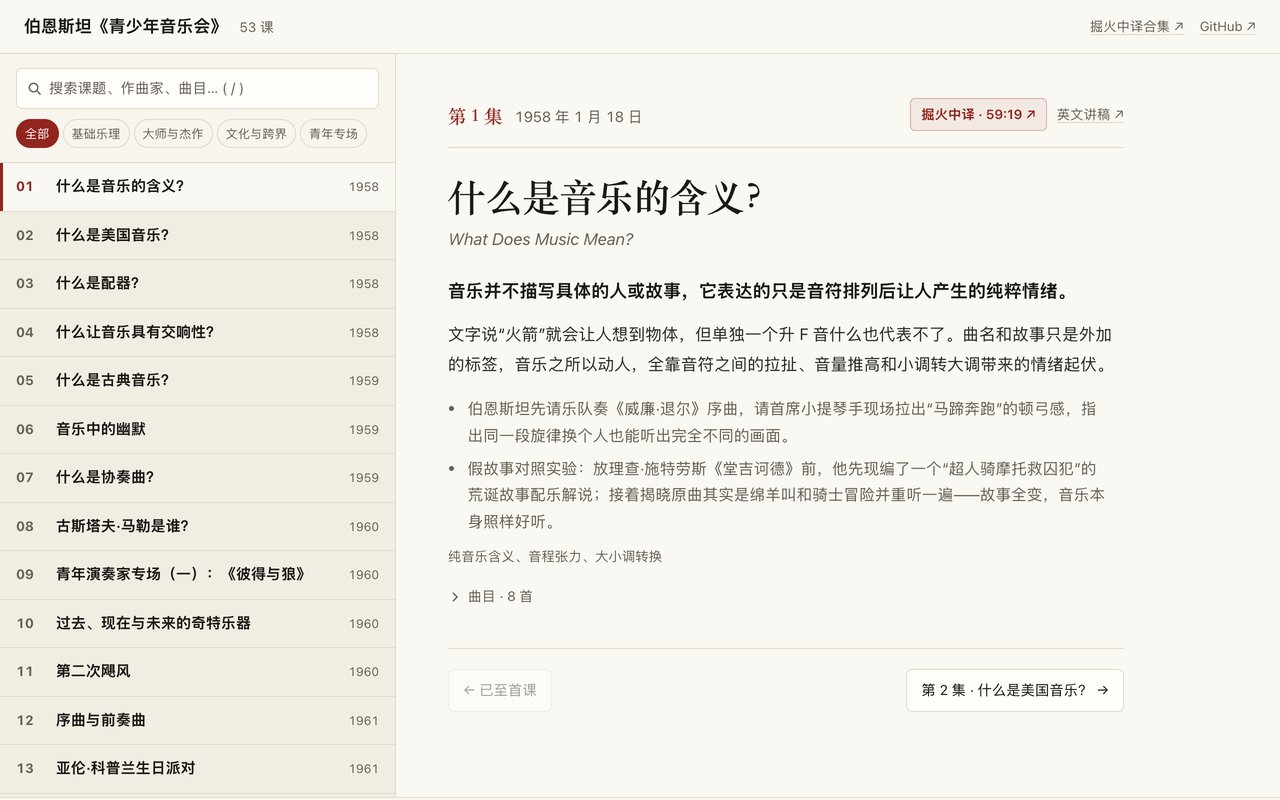 伯恩斯坦《青少年音乐会》 53 课
掘火中译合集 ↗ GitHub ↗
搜索课题、作曲家、曲目... ( / )
全部 基础乐理 大师与杰作 文化与跨界 青年专场
01 什么是音乐的含义? 1958
02 什么是美国音乐? 1958
03 什么是配器? 1958
04 什么让音乐具有交响性? 1958
05 什么是古典音乐? 1959
06 音乐中的幽默 1959
07 什么是协奏曲? 1959
08 古斯塔夫·马勒是谁? 1960
09 青年演奏家专场（一）：《彼得与狼》 1960
10 过去、现在与未来的奇特乐器 1960
11 第二次飓风 1960
12 序曲与前奏曲 1961
13 亚伦·科普兰生日派对 1961
第 1 集 1958 年 1 月 18 日
掘火中译 · 59:19 ↗ 英文讲稿 ↗
什么是音乐的含义?
What Does Music Mean?
音乐并不描写具体的人或故事，它表达的只是音符排列后让人产生的纯粹情绪。
文字说“火箭”就会让人想到物体，但单独一个升 F 音什么也代表不了。曲名和故事只是外加
的标签，音乐之所以动人，全靠音符之间的拉扯、音量推高和小调转大调带来的情绪起伏。
• 伯恩斯坦先请乐队奏《威廉·退尔》序曲，请首席小提琴手现场拉出“马蹄奔跑”的顿弓感，指
出同一段旋律换个人也能听出完全不同的画面。
• 假故事对照实验：放理查·施特劳斯《堂吉诃德》前，他先现编了一个“超人骑摩托救囚犯”的
荒诞故事配乐解说；接着揭晓原曲其实是绵羊叫和骑士冒险并重听一遍——故事全变，音乐本
身照样好听。
纯音乐含义、音程张力、大小调转换
曲目 · 8 首
← 已至首课
第 2 集 · 什么是美国音乐? →